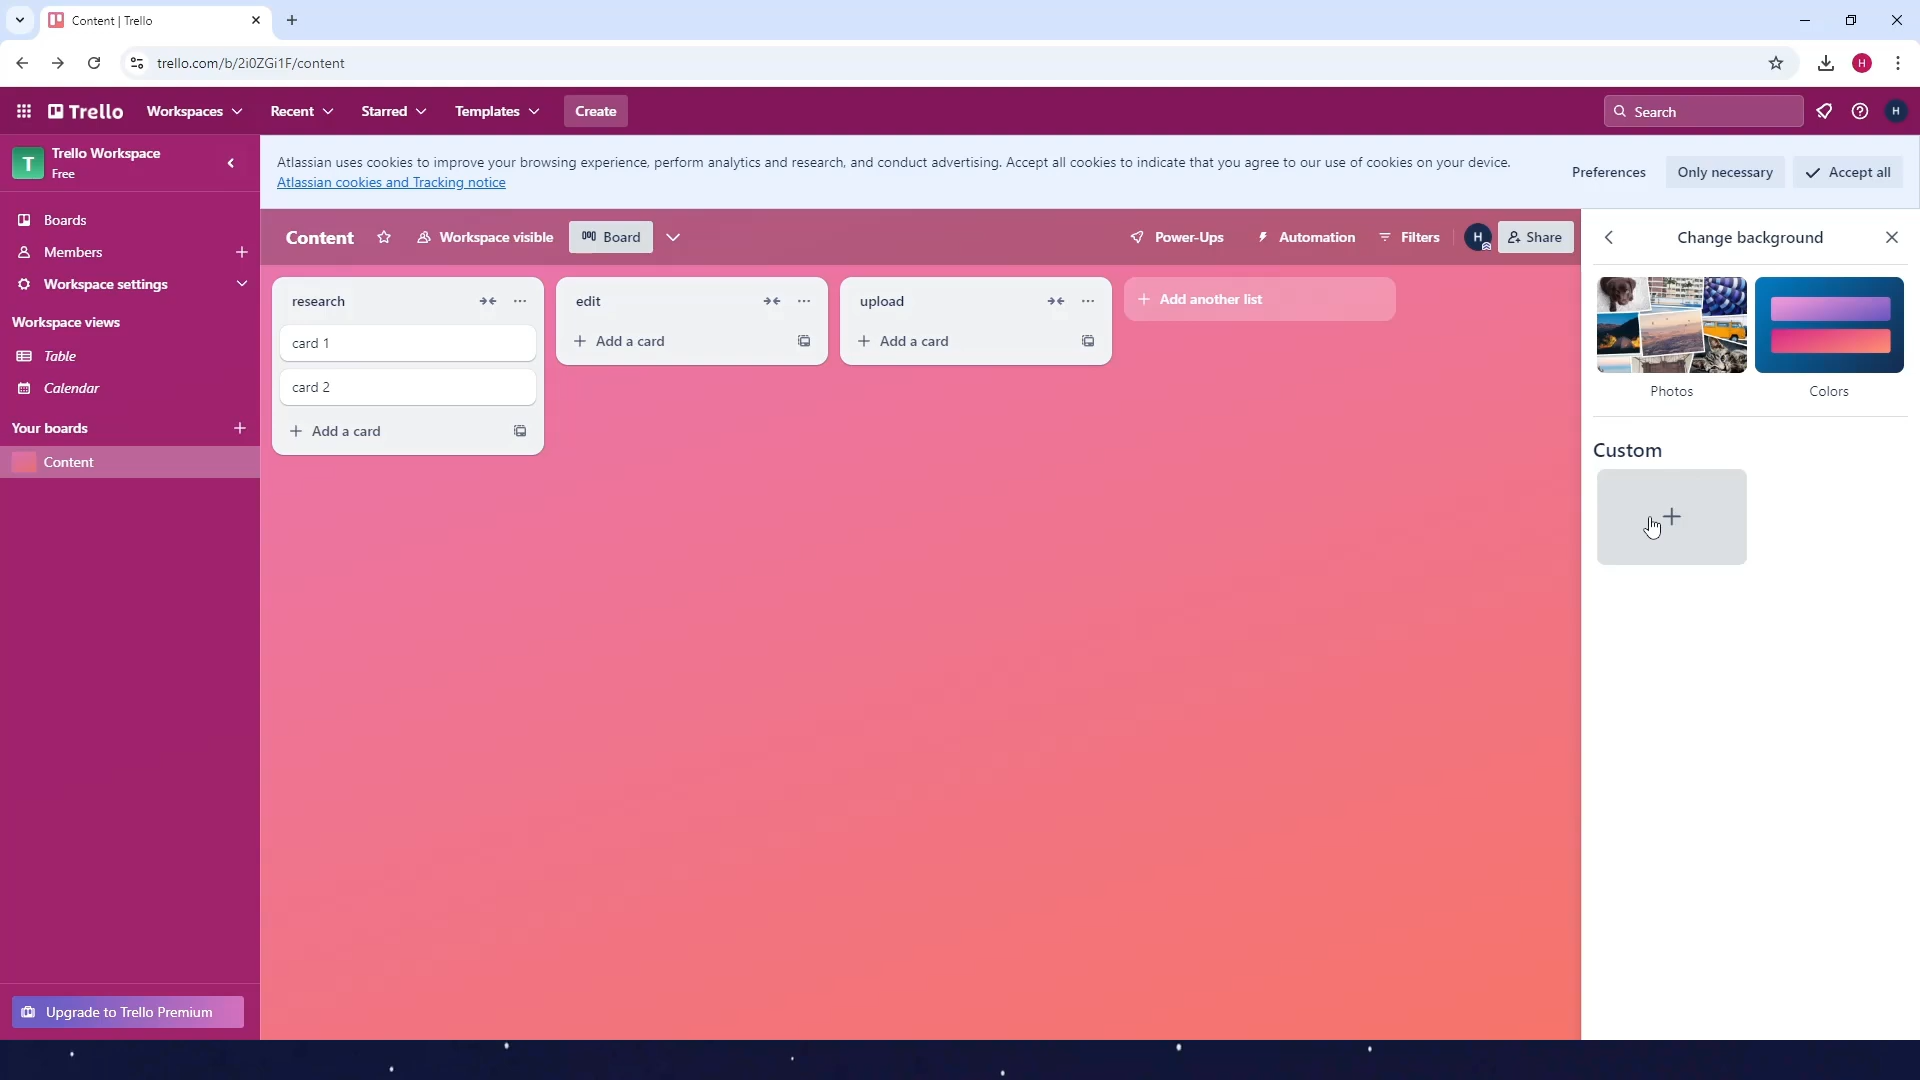 Content | Trello
trello.com/b/2i0ZGi1F/content
H
Trello
Workspaces
Recent
Starred
Templates
Create
Search
H
T
Trello Workspace
Free
Atlassian uses cookies to improve your browsing experience, perform analytics and research, and conduct advertising. Accept all cookies to indicate that you agree to our use of cookies on your device.
Atlassian cookies and Tracking notice
Preferences
Only necessary
Accept all
Boards
Members
Workspace settings
Workspace views
Table
Calendar
Your boards
Content
Upgrade to Trello Premium
Content
Workspace visible
Board
Power-Ups
Automation
Filters
H
Share
research
card 1
card 2
Add a card
edit
Add a card
upload
Add a card
Add another list
Change background
Photos
Colors
Custom